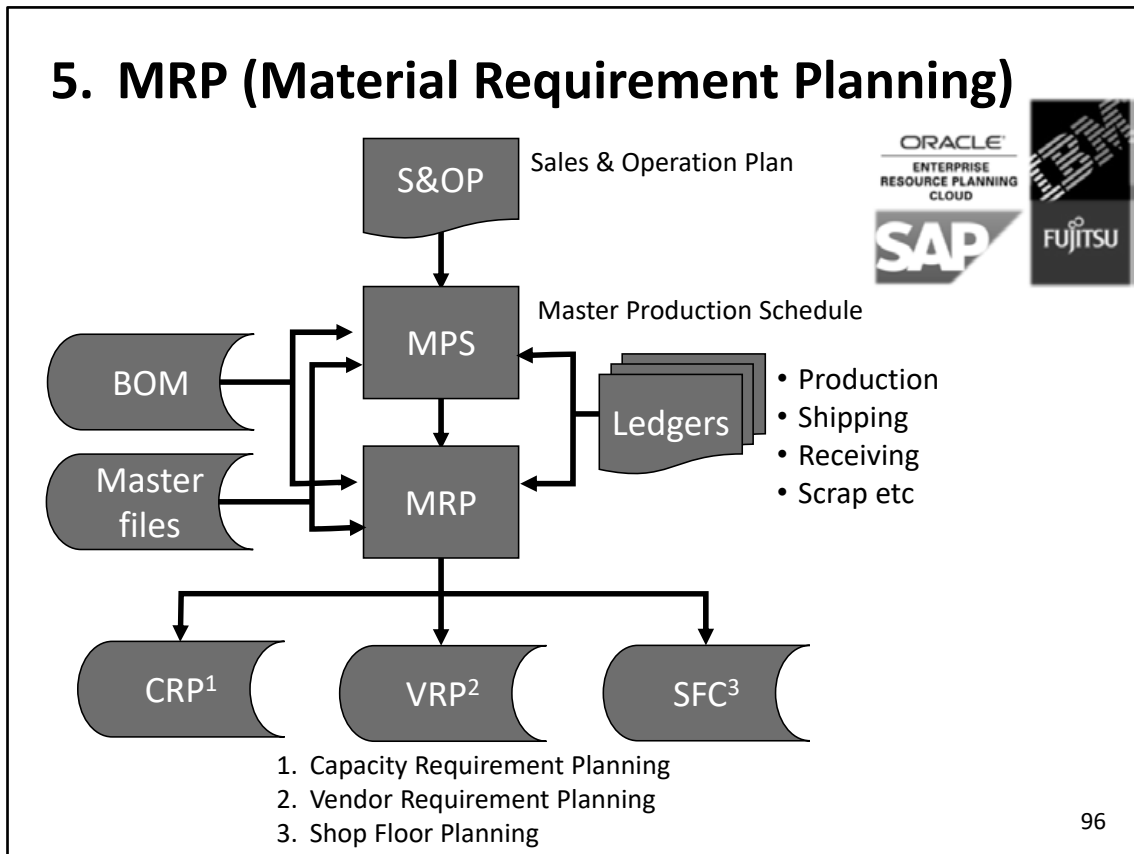 5. MRP (Material Requirement Planning)
ORACLE'
ENTERPRISE
RESOURCE PLANNING
CLOUD
IBM
SAP
FUJITSU
S&OP
Sales & Operation Plan
MPS
Master Production Schedule
BOM
Ledgers
• Production
• Shipping
• Receiving
• Scrap etc
Master
files
MRP
CRP¹
VRP²
SFC³
1. Capacity Requirement Planning
2. Vendor Requirement Planning
3. Shop Floor Planning
96